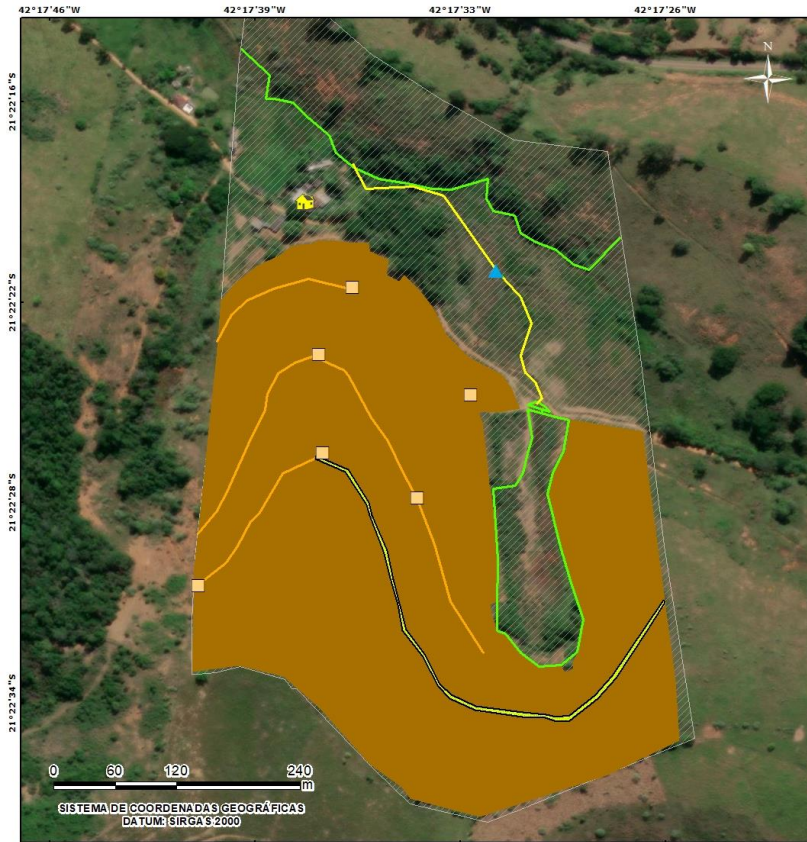 42°17'46"W 42°17'39"W 42°17'33"W 42°17'26"W
N
21°22'16"S
21°22'22"S
21°22'28"S
21°22'34"S
0 60 120 240
m
SISTEMA DE COORDENADAS GEOGRÁFICAS
DATUM: SIRGAS 2000